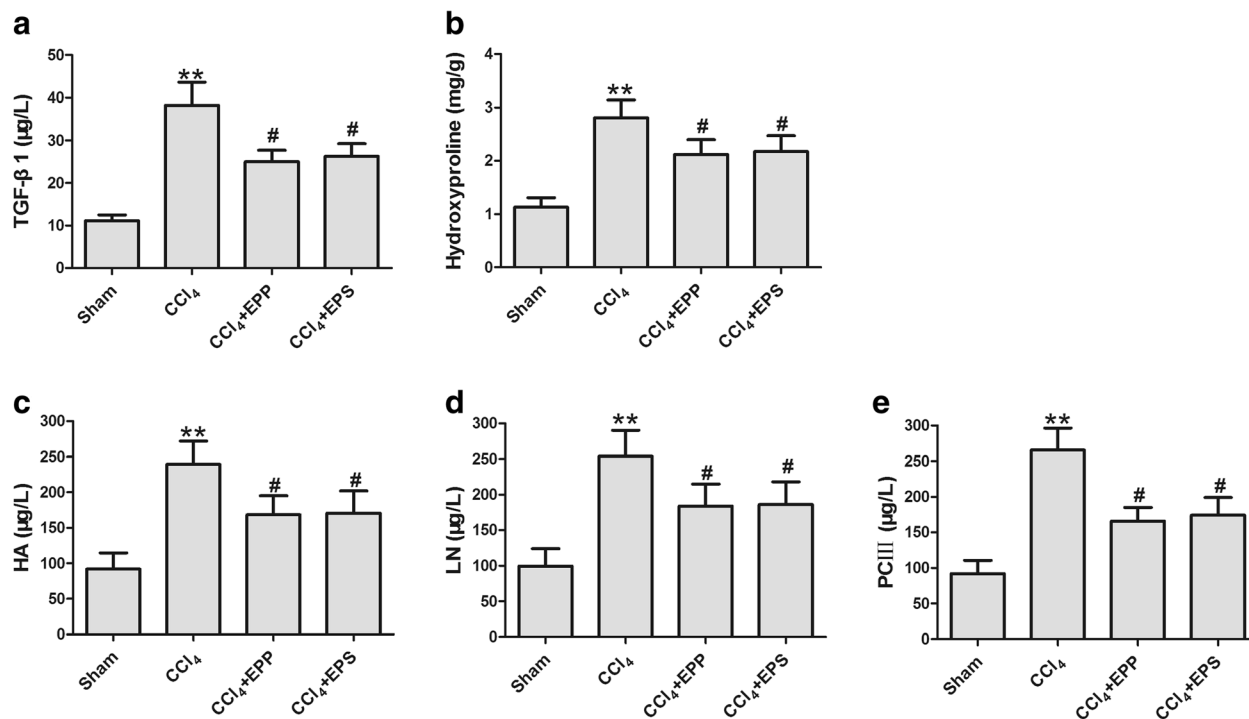 a
TGF-β 1 (μg/L)
50
40
30
20
10
0
**
#
#
Sham
CCl₄
CCl₄+EPP
CCl₄+EPS
b
Hydroxyproline (mg/g)
4
3
2
1
0
**
#
#
Sham
CCl₄
CCl₄+EPP
CCl₄+EPS
c
HA (μg/L)
300
250
200
150
100
50
0
**
#
#
Sham
CCl₄
CCl₄+EPP
CCl₄+EPS
d
LN (μg/L)
300
250
200
150
100
50
0
**
#
#
Sham
CCl₄
CCl₄+EPP
CCl₄+EPS
e
PCIII (μg/L)
300
250
200
150
100
50
0
**
#
#
Sham
CCl₄
CCl₄+EPP
CCl₄+EPS